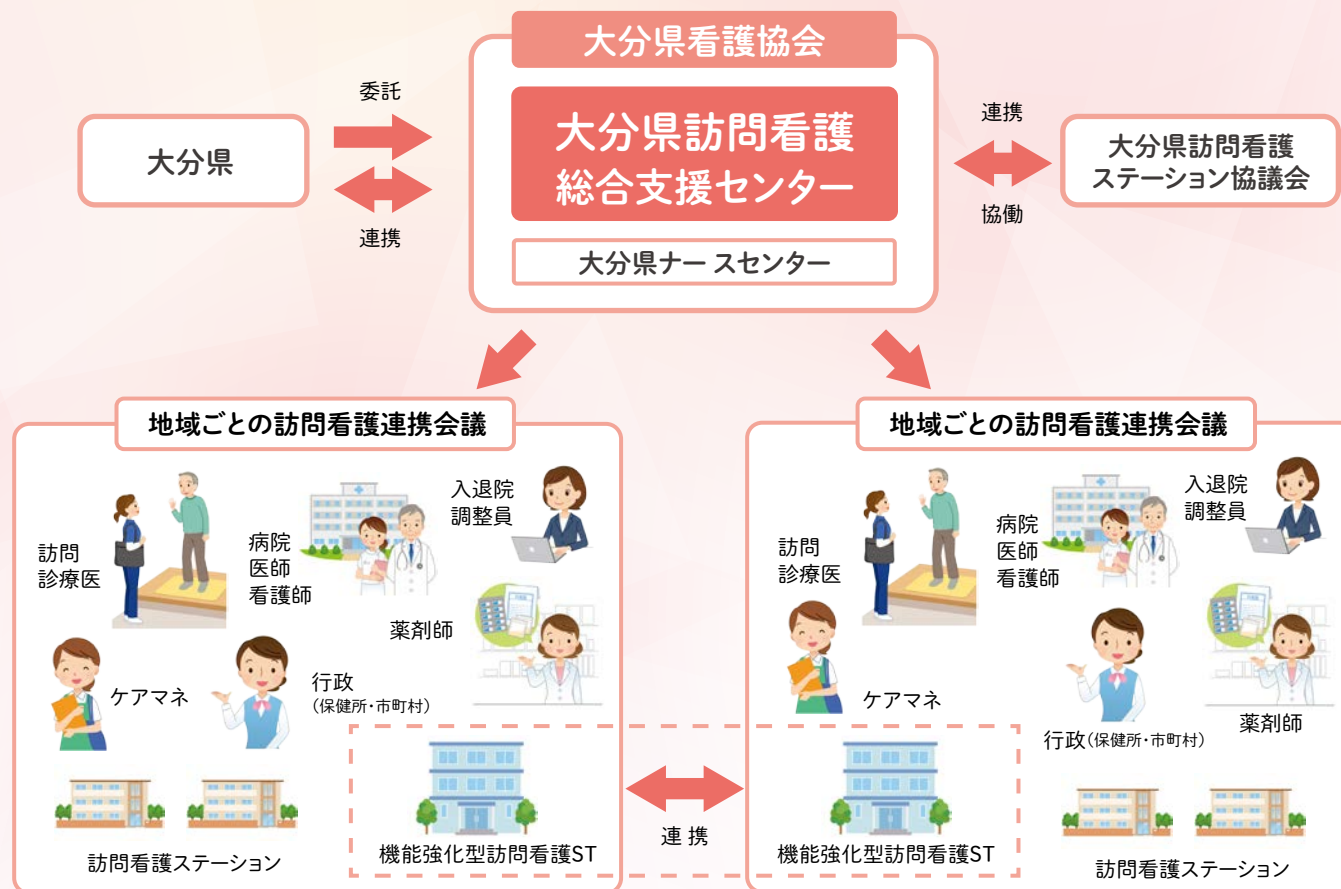 大分県看護協会
大分県訪問看護
総合支援センター
大分県ナースセンター
委託
大分県
連携
連携
大分県訪問看護
ステーション協議会
協働
地域ごとの訪問看護連携会議
訪問
診療医
病院
医師
看護師
入退院
調整員
薬剤師
ケアマネ
行政
(保健所・市町村)
機能強化型訪問看護ST
訪問看護ステーション
連携
地域ごとの訪問看護連携会議
訪問
診療医
病院
医師
看護師
入退院
調整員
ケアマネ
行政(保健所・市町村)
薬剤師
機能強化型訪問看護ST
訪問看護ステーション